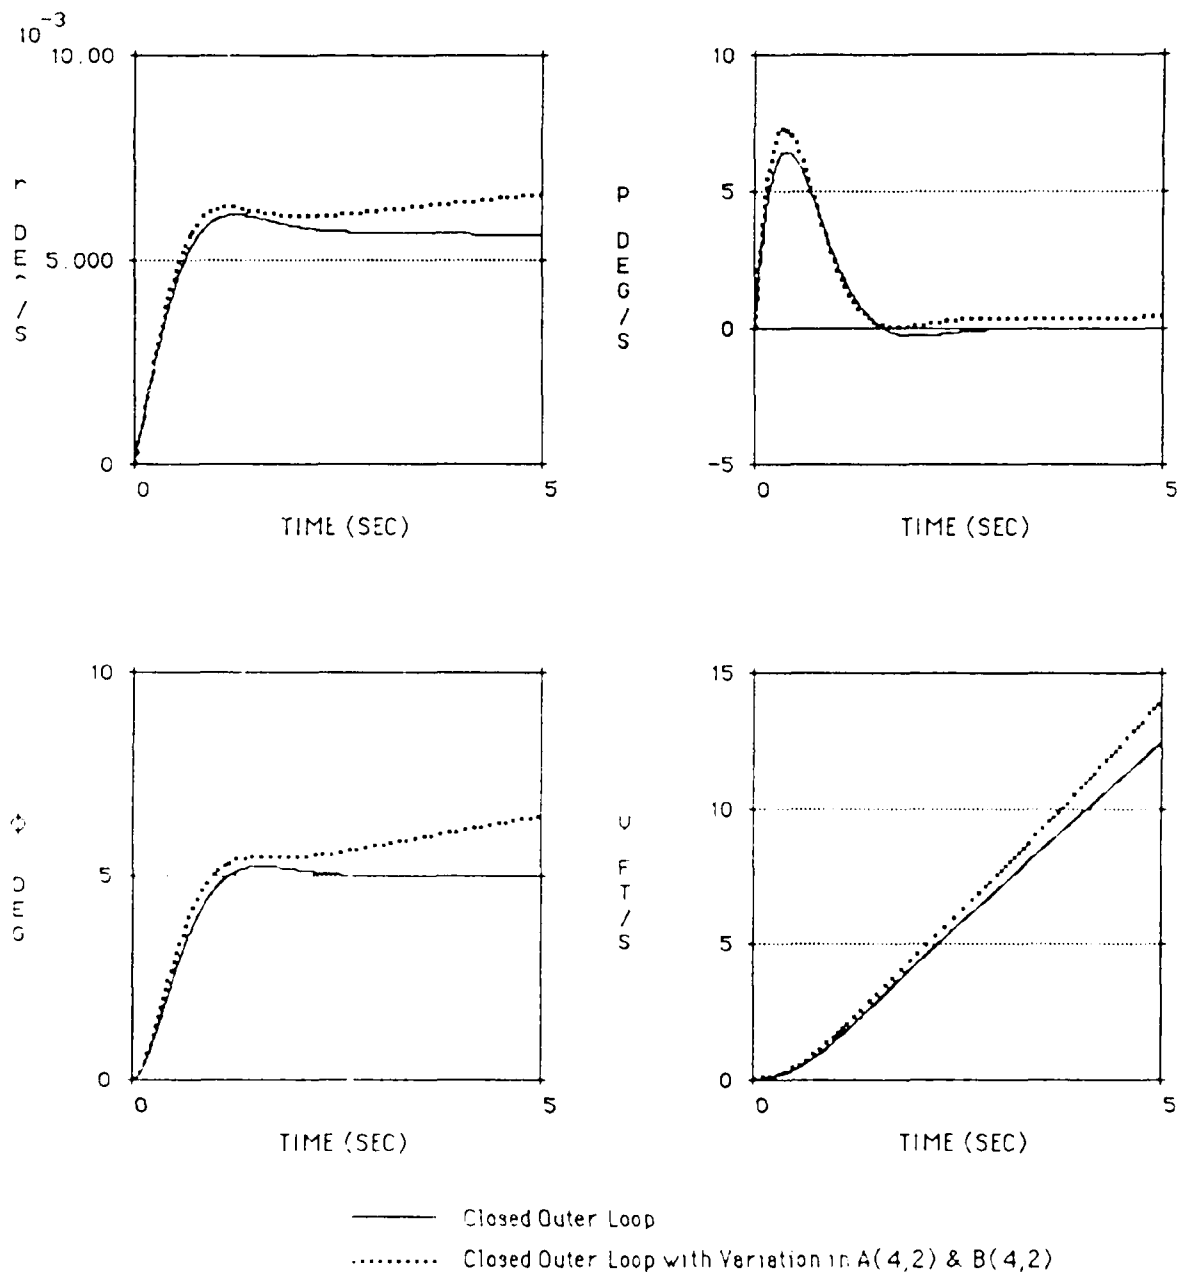 10-3
10.00
5.000
0
0
5
r
/S
TIME (SEC)
10
5
0
-5
0
5
P DEG/S
TIME (SEC)
10
5
0
0
5
Φ
TIME (SEC)
15
10
5
0
0
5
υ FT/S
TIME (SEC)
Closed Outer Loop
Closed Outer Loop with Variation in A(4,2) & B(4,2)